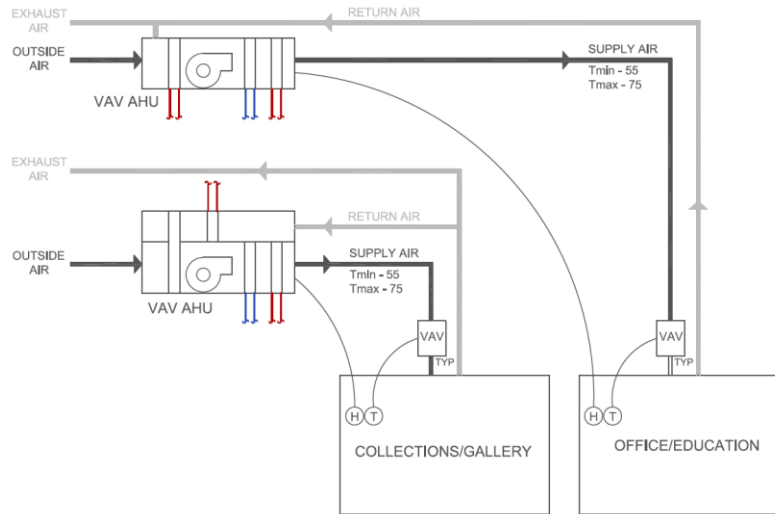 EXHAUST
AIR
RETURN AIR
OUTSIDE
AIR
SUPPLY AIR
Tmin - 55
Tmax - 75
VAV AHU
EXHAUST
AIR
RETURN AIR
OUTSIDE
AIR
SUPPLY AIR
TmIn - 55
Tmax - 75
VAV AHU
VAV
TYP
VAV
TYP
H
T
COLLECTIONS/GALLERY
H
T
OFFICE/EDUCATION